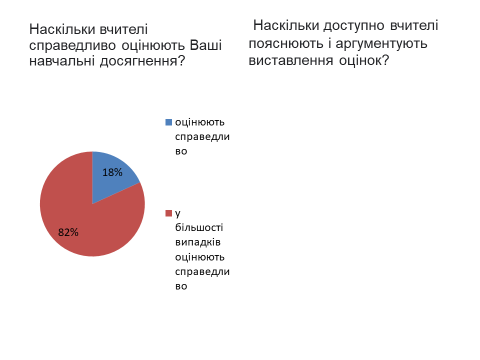 Наскільки вчителі
справедливо оцінюють Ваші
навчальні досягнення?
Наскільки доступно вчителі
пояснюють і аргументують
виставлення оцінок?
оцінюють
справедли
во
18%
82%
у
більшості
випадків
оцінюють
справедли
во